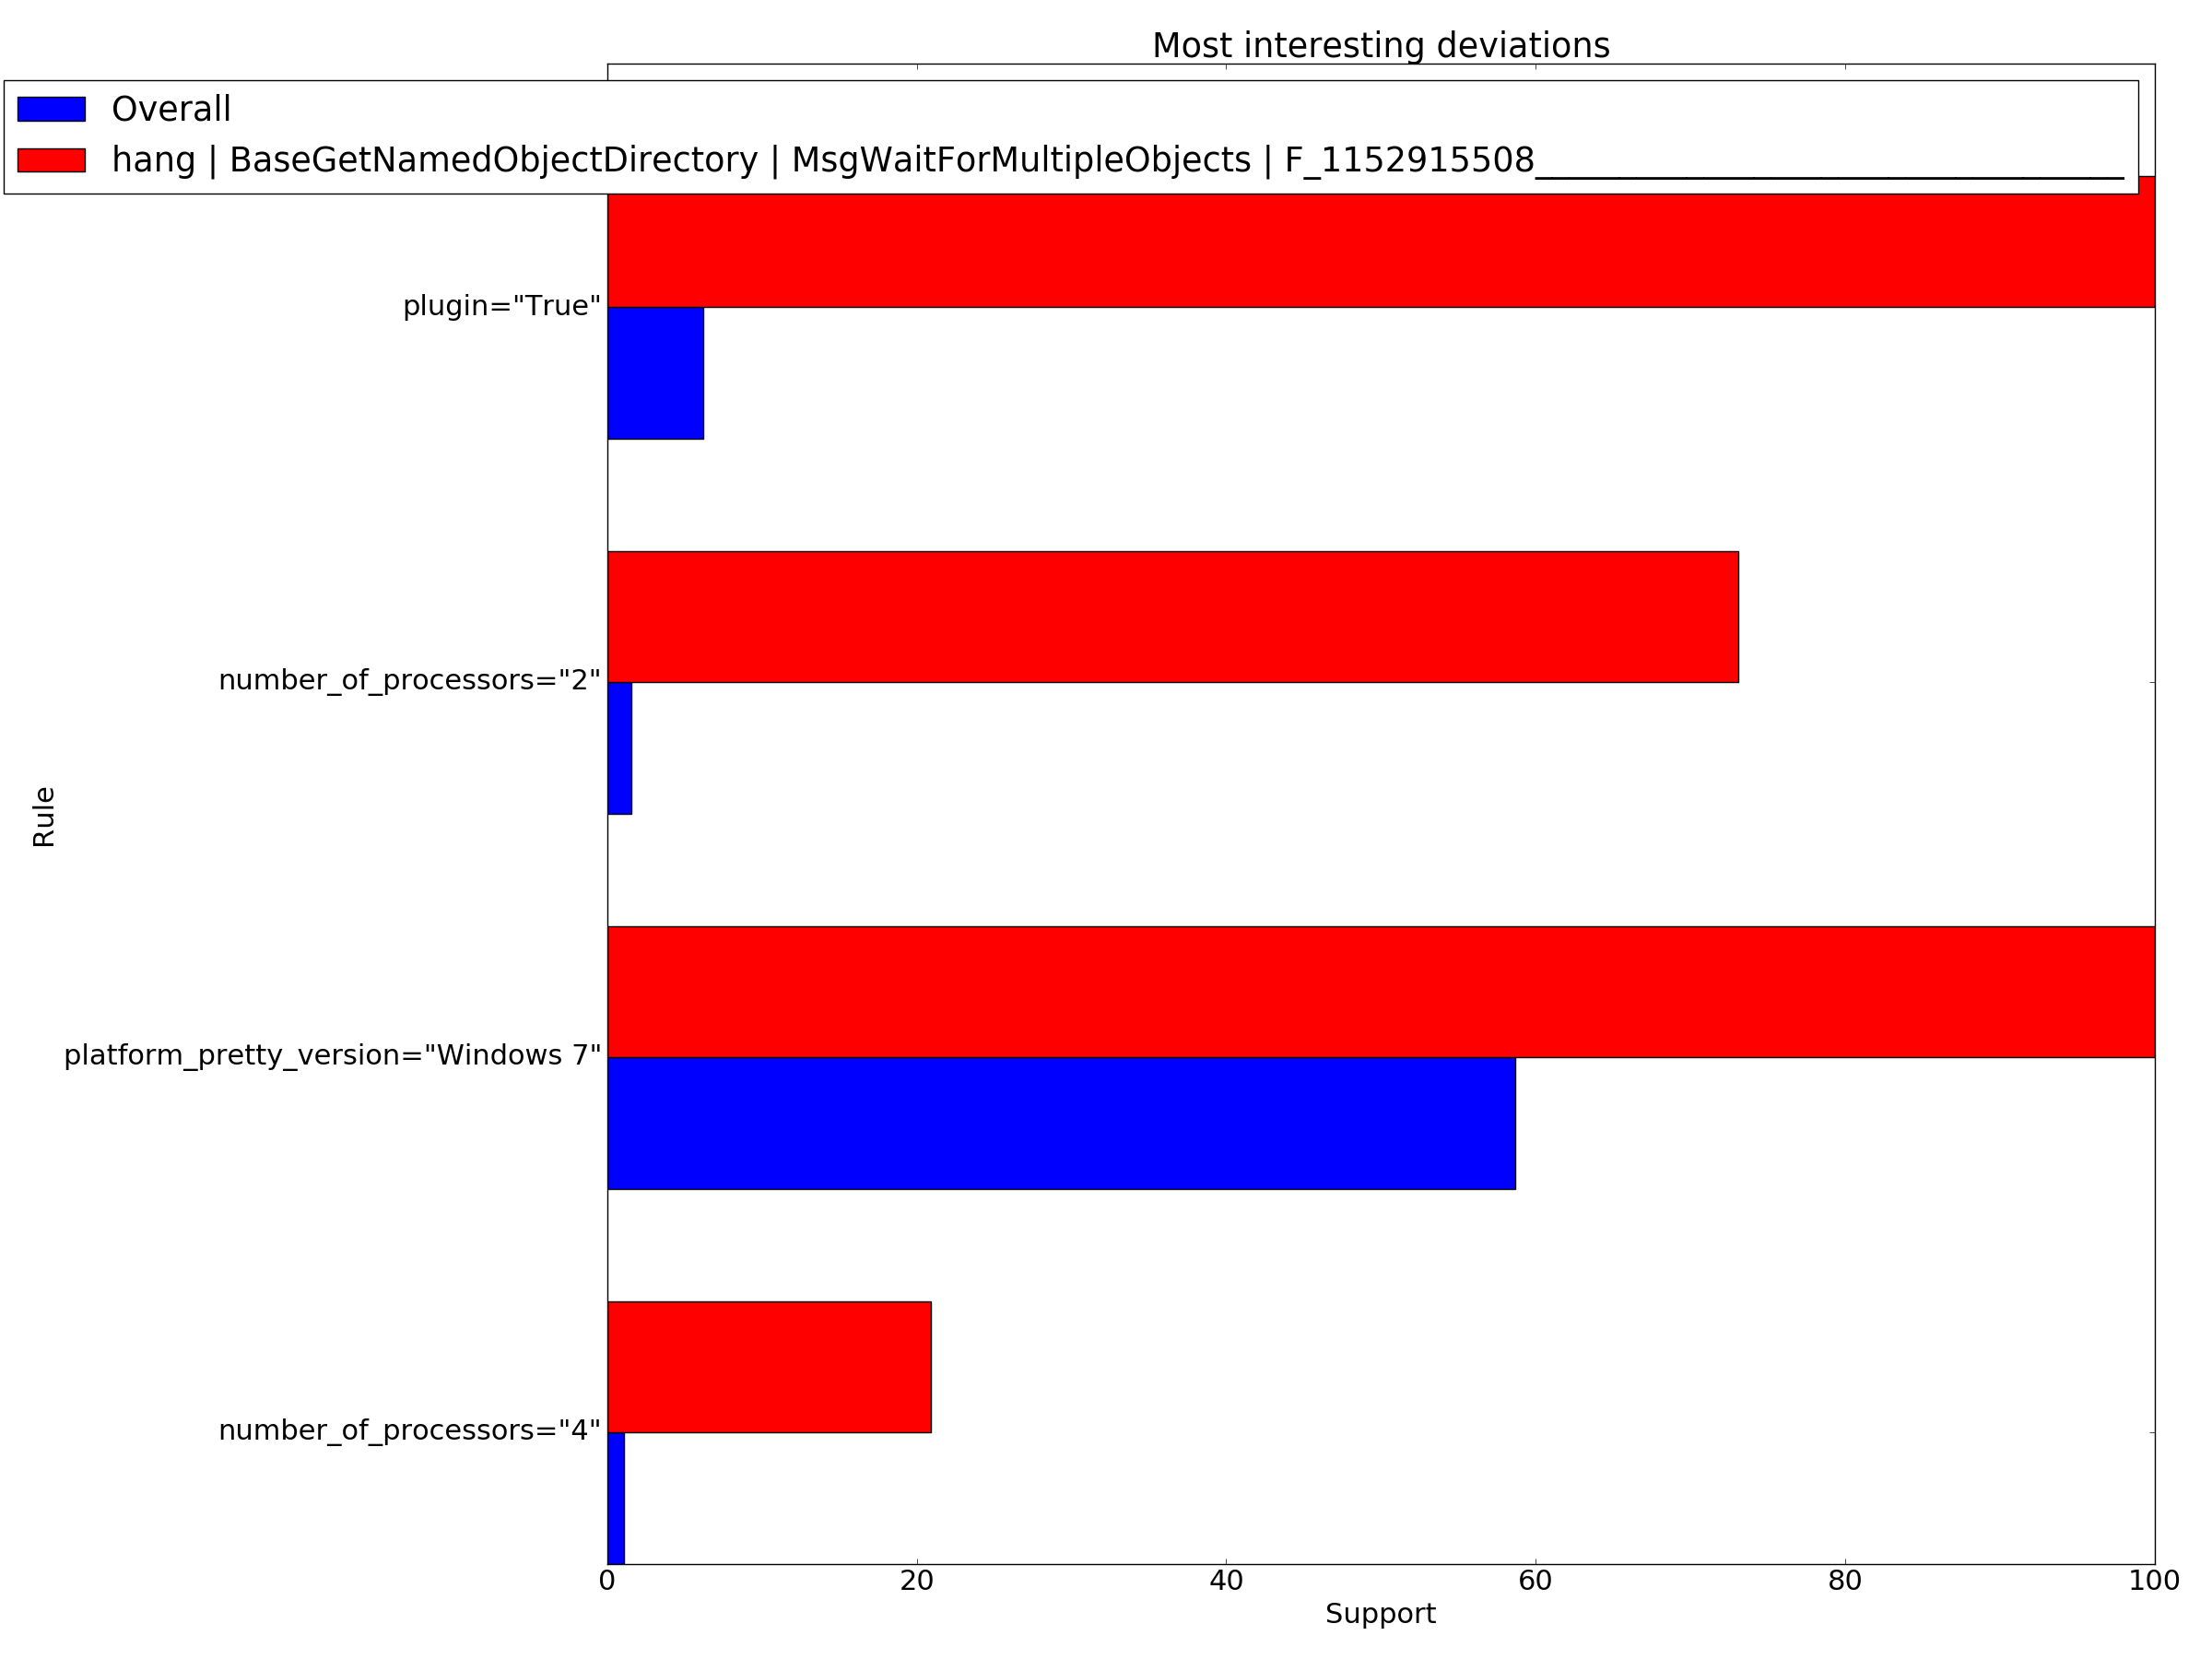 Most interesting deviations
Overall
hang | BaseGetNamedObjectDirectory | MsgWaitForMultipleObjects | F_1152915508___________________________________
plugin="True"
number_of_processors="2"
Rule
platform_pretty_version="Windows 7"
number_of_processors="4"
0 20 40 60 80 100
Support